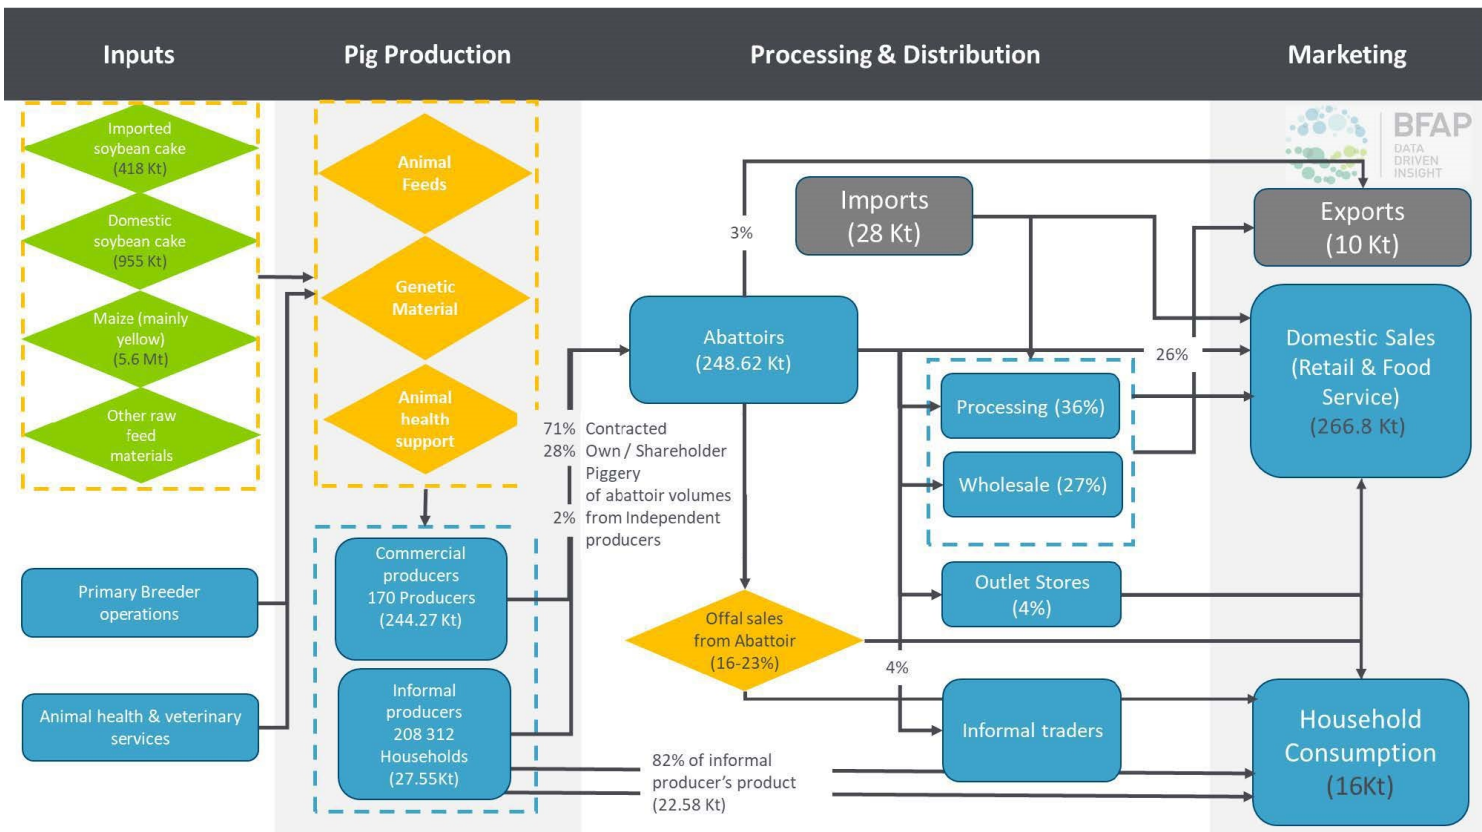 Inputs
Pig Production
Processing & Distribution
Marketing
Imported
soybean cake
(418 Kt)
Domestic
soybean cake
(955 Kt)
Maize (mainly
yellow)
(5.6 Mt)
Other raw
feed
materials
Primary Breeder
operations
Animal health & veterinary
services
Animal
Feeds
Genetic
Material
Animal
health
support
Commercial
producers
170 Producers
(244.27 Kt)
Informal
producers
208 312
Households
(27.55Kt)
71% Contracted
28% Own / Shareholder
Piggery
of abattoir volumes
2% from Independent
producers
3%
Imports
(28 Kt)
Abattoirs
(248.62 Kt)
26%
Processing (36%)
Wholesale (27%)
Outlet Stores
(4%)
Offal sales
from Abattoir
(16-23%)
4%
Informal traders
82% of informal
producer’s product
(22.58 Kt)
BFAP
DATA
DRIVEN
INSIGHT
Exports
(10 Kt)
Domestic Sales
(Retail & Food
Service)
(266.8 Kt)
Household
Consumption
(16Kt)